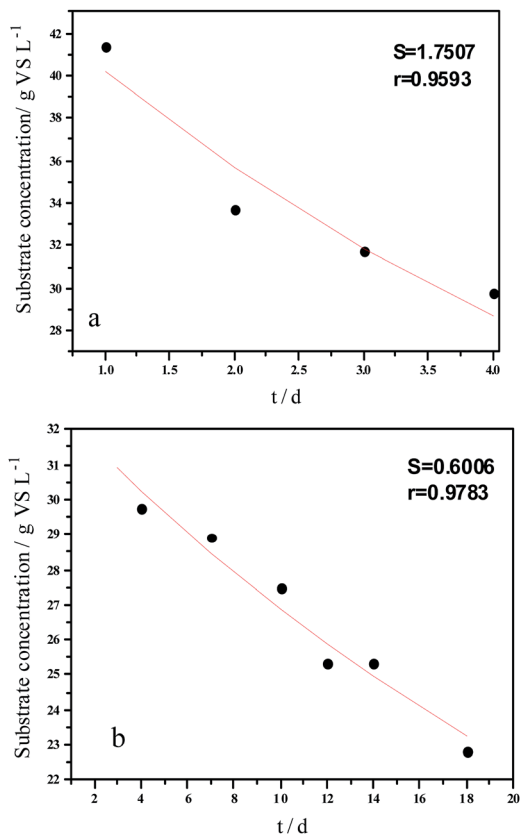 42
40
38
36
34
32
30
28
Substrate concentration/ g VS L⁻¹
S=1.7507
r=0.9593
a
1.0 1.5 2.0 2.5 3.0 3.5 4.0
t / d
32
31
30
29
28
27
26
25
24
23
22
Substrate concentration / g VS L⁻¹
S=0.6006
r=0.9783
b
2 4 6 8 10 12 14 16 18 20
t / d